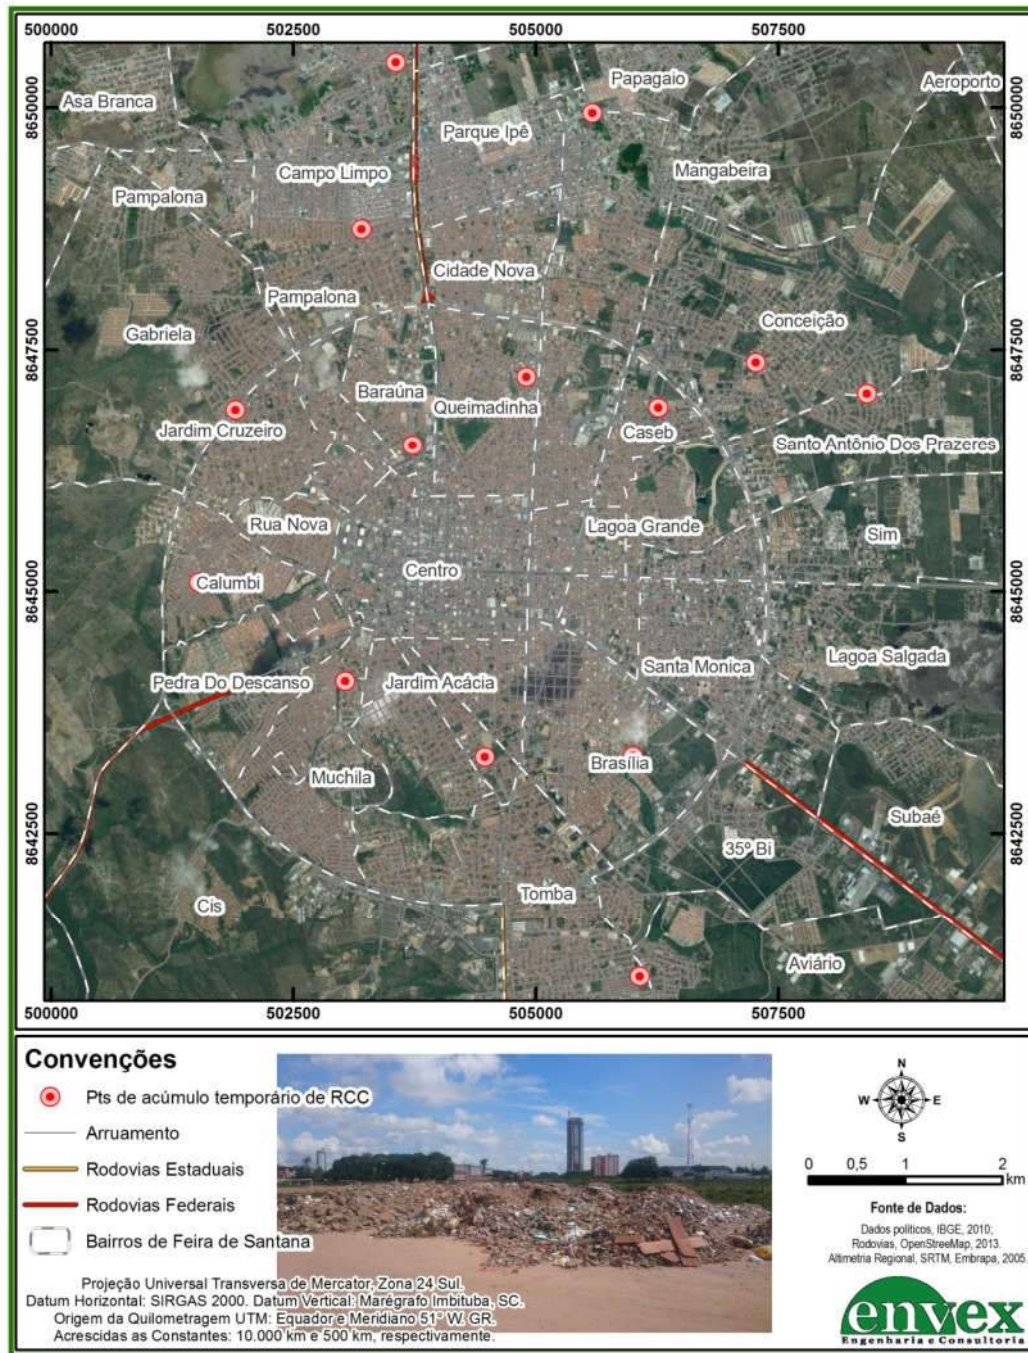 500000
502500
505000
507500
8650000
8647500
8645000
8642500
8650000
8647500
8645000
8642500
Asa Branca
Papagaio
Aeroporto
Parque Ipê
Campo Limpo
Mangabeira
Pampalona
Cidade Nova
Pampalona
Gabriela
Conceição
Baraúna
Queimadinha
Jardim Cruzeiro
Caseb
Santo Antônio Dos Prazeres
Rua Nova
Lagoa Grande
Sim
Centro
Calumbi
Lagoa Salgada
Santa Monica
Pedra Do Descanso
Jardim Acácia
Brasília
Muchila
Subaé
35º Bi
Tomba
Cis
Aviário
500000
502500
505000
507500
Convenções
Pts de acúmulo temporário de RCC
Arruamento
Rodovias Estaduais
Rodovias Federais
Bairros de Feira de Santana
Projeção Universal Transversa de Mercator, Zona 24 Sul.
Datum Horizontal: SIRGAS 2000. Datum Vertical: Marégrafo Imbituba, SC.
Origem da Quilometragem UTM: Equador e Meridiano 51° W. GR.
Acrescidas as Constantes: 10.000 km e 500 km, respectivamente.
N
W
E
S
0 0,5 1 2
km
Fonte de Dados:
Dados políticos, IBGE, 2010;
Rodovias, OpenStreeMap, 2013.
Altimetria Regional, SRTM, Embrapa, 2005
envex
Engenharia e Consultoria